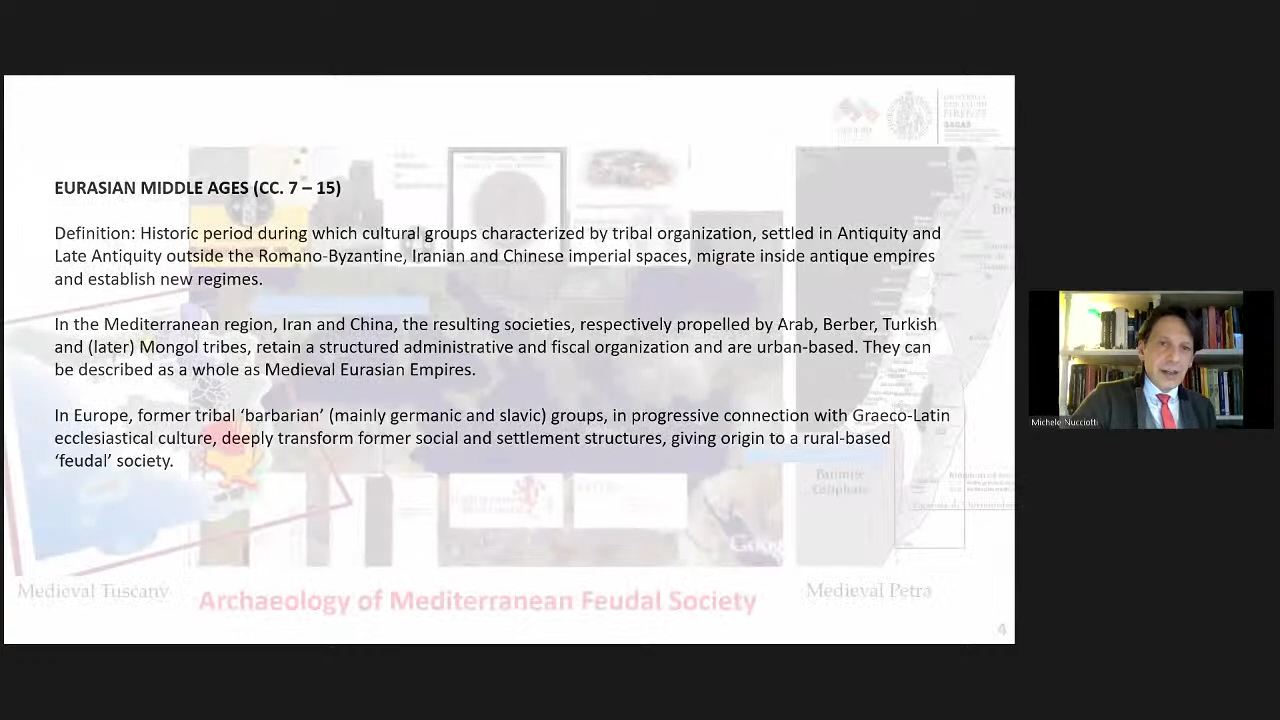 EURASIAN MIDDLE AGES (CC. 7 – 15)
Definition: Historic period during which cultural groups characterized by tribal organization, settled in Antiquity and
Late Antiquity outside the Romano-Byzantine, Iranian and Chinese imperial spaces, migrate inside antique empires
and establish new regimes.
In the Mediterranean region, Iran and China, the resulting societies, respectively propelled by Arab, Berber, Turkish
and (later) Mongol tribes, retain a structured administrative and fiscal organization and are urban-based. They can
be described as a whole as Medieval Eurasian Empires.
In Europe, former tribal ‘barbarian’ (mainly germanic and slavic) groups, in progressive connection with Graeco-Latin
ecclesiastical culture, deeply transform former social and settlement structures, giving origin to a rural-based
‘feudal’ society.
Fatimite
Caliphate
Medieval Tuscany
Archaeology of Mediterranean Feudal Society
Medieval Petra
4
Michele Nucciotti